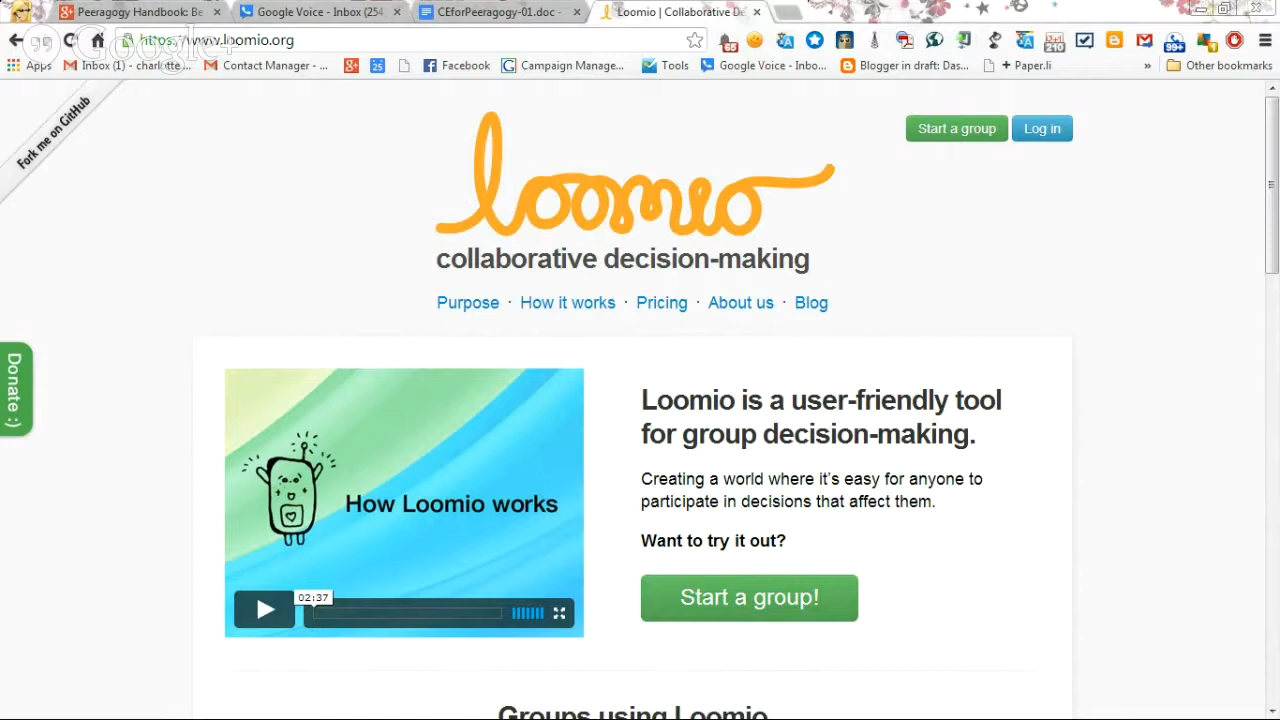 Peeragogy Handbook: Be
Google Voice - Inbox (254
CEforPeeragogy-01.doc -
Loomio | Collaborative De
https://www.loomio.org
Google+
65
210
99+
Apps
Inbox (1) - charlotte
Contact Manager - ...
25
Facebook
Campaign Manage...
Tools
Google Voice - Inbo...
Blogger in draft: Das...
+ Paper.li
»
Other bookmarks
Fork me on GitHub
Start a group
Log in
loomio
collaborative decision-making
Purpose · How it works · Pricing · About us · Blog
Donate :)
How Loomio works
02:37
Loomio is a user-friendly tool
for group decision-making.
Creating a world where it's easy for anyone to
participate in decisions that affect them.
Want to try it out?
Start a group!
Groups using Loomio